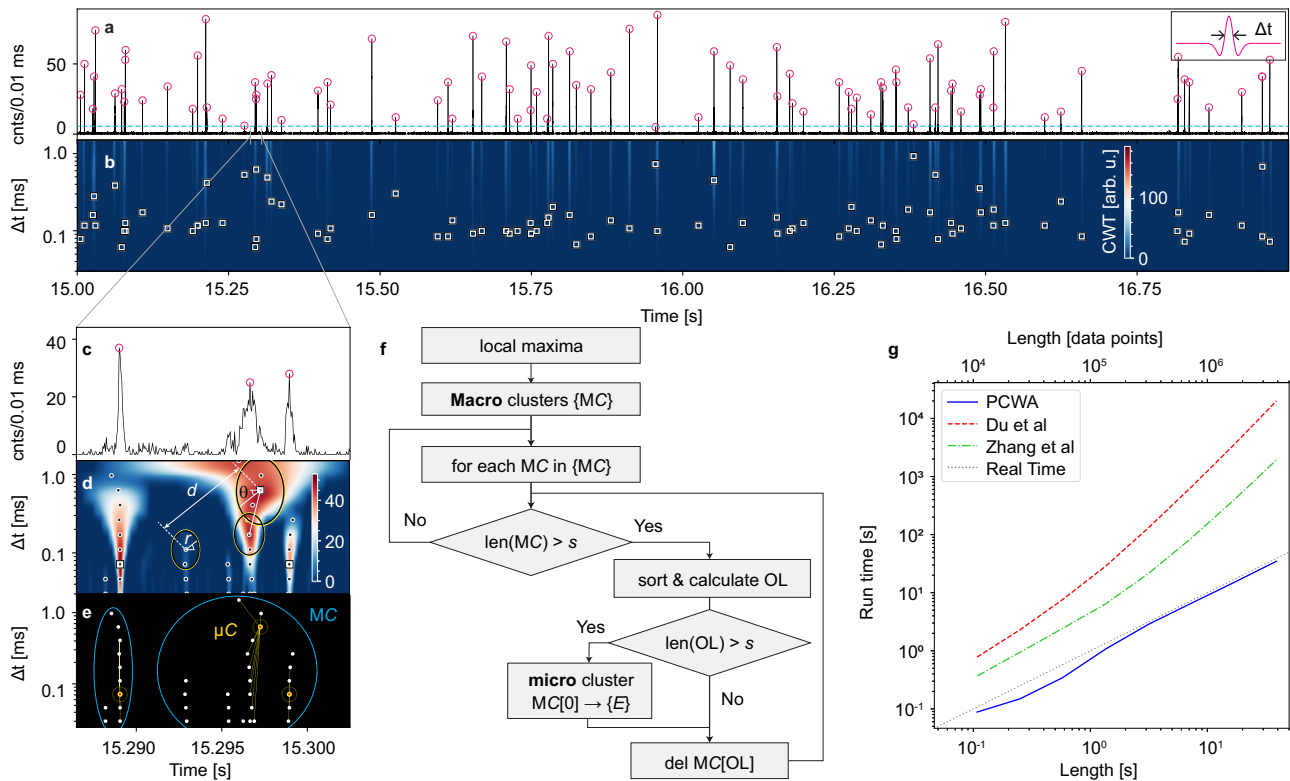 a
Δt
cnts/0.01 ms
50
0
b
Δt [ms]
1.0
0.1
CWT [arb. u.]
100
0
15.00
15.25
15.50
15.75
16.00
16.25
16.50
16.75
Time [s]
c
cnts/0.01 ms
40
20
0
d
Δt [ms]
1.0
0.1
d
θ
r
40
20
0
e
Δt [ms]
1.0
0.1
MC
μC
15.290
15.295
15.300
Time [s]
f
local maxima
Macro clusters {MC}
for each MC in {MC}
No
Yes
len(MC) > s
sort & calculate OL
Yes
len(OL) > s
micro cluster
MC[0] → {E}
No
del MC[OL]
g
Length [data points]
10⁴
10⁵
10⁶
PCWA
Du et al
Zhang et al
Real Time
Run time [s]
10⁴
10³
10²
10¹
10⁰
10⁻¹
10⁻¹
10⁰
10¹
Length [s]